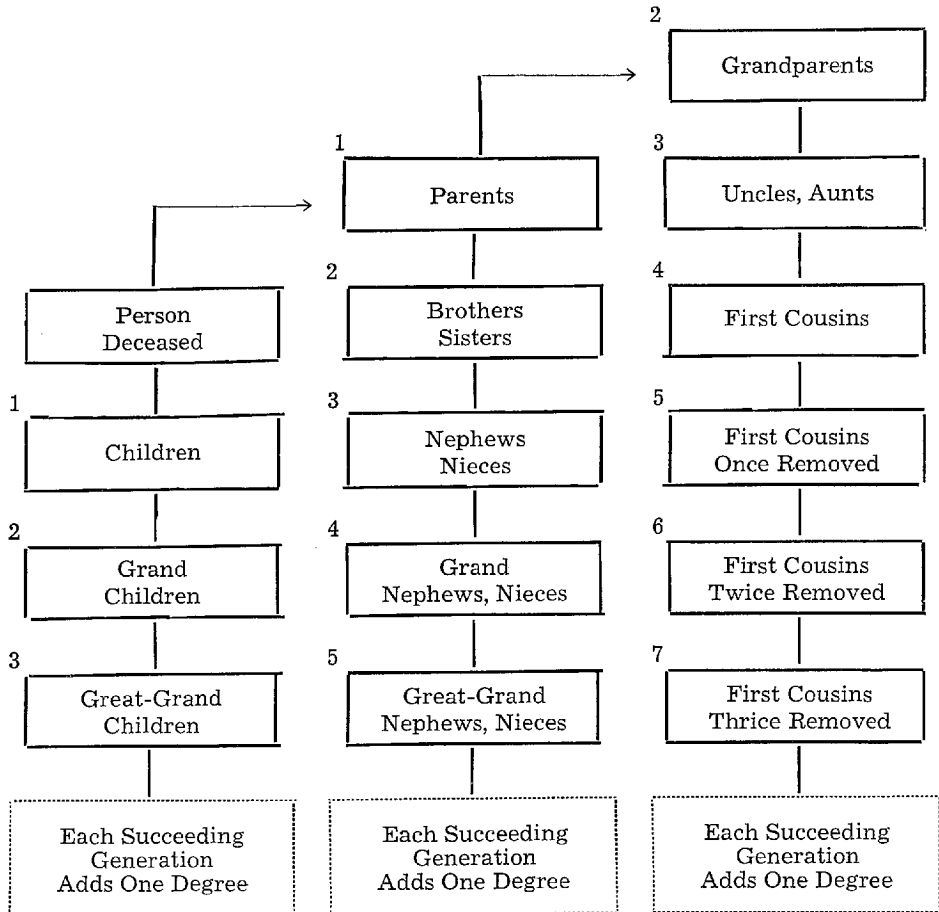 2
Grandparents
1
Parents
3
Uncles, Aunts
Person
Deceased
2
Brothers
Sisters
4
First Cousins
1
Children
3
Nephews
Nieces
5
First Cousins
Once Removed
2
Grand
Children
4
Grand
Nephews, Nieces
6
First Cousins
Twice Removed
3
Great-Grand
Children
5
Great-Grand
Nephews, Nieces
7
First Cousins
Thrice Removed
Each Succeeding
Generation
Adds One Degree
Each Succeeding
Generation
Adds One Degree
Each Succeeding
Generation
Adds One Degree